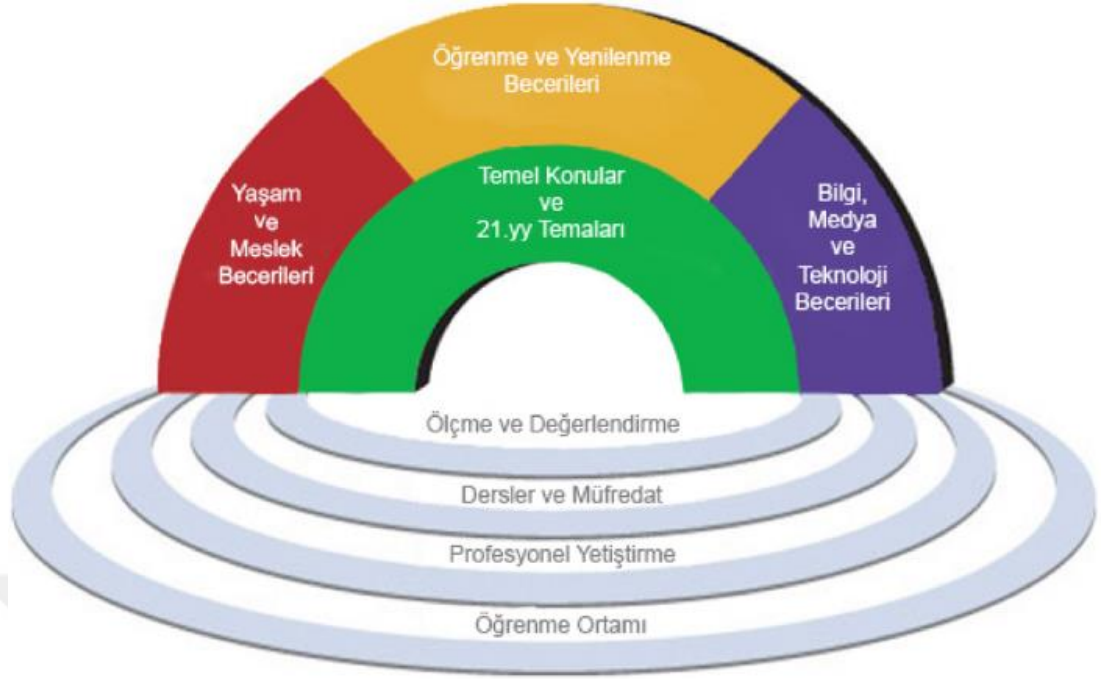 Öğrenme ve Yenilenme
Becerileri
Yaşam
ve
Meslek
Becerileri
Temel Konular
ve
21.yy Temaları
Bilgi,
Medya
ve
Teknoloji
Becerileri
Ölçme ve Değerlendirme
Dersler ve Müfredat
Profesyonel Yetiştirme
Öğrenme Ortamı